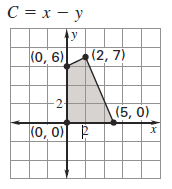 C = x − y
y
(0, 6) (2, 7)
2
(5, 0)
(0, 0) 2 x